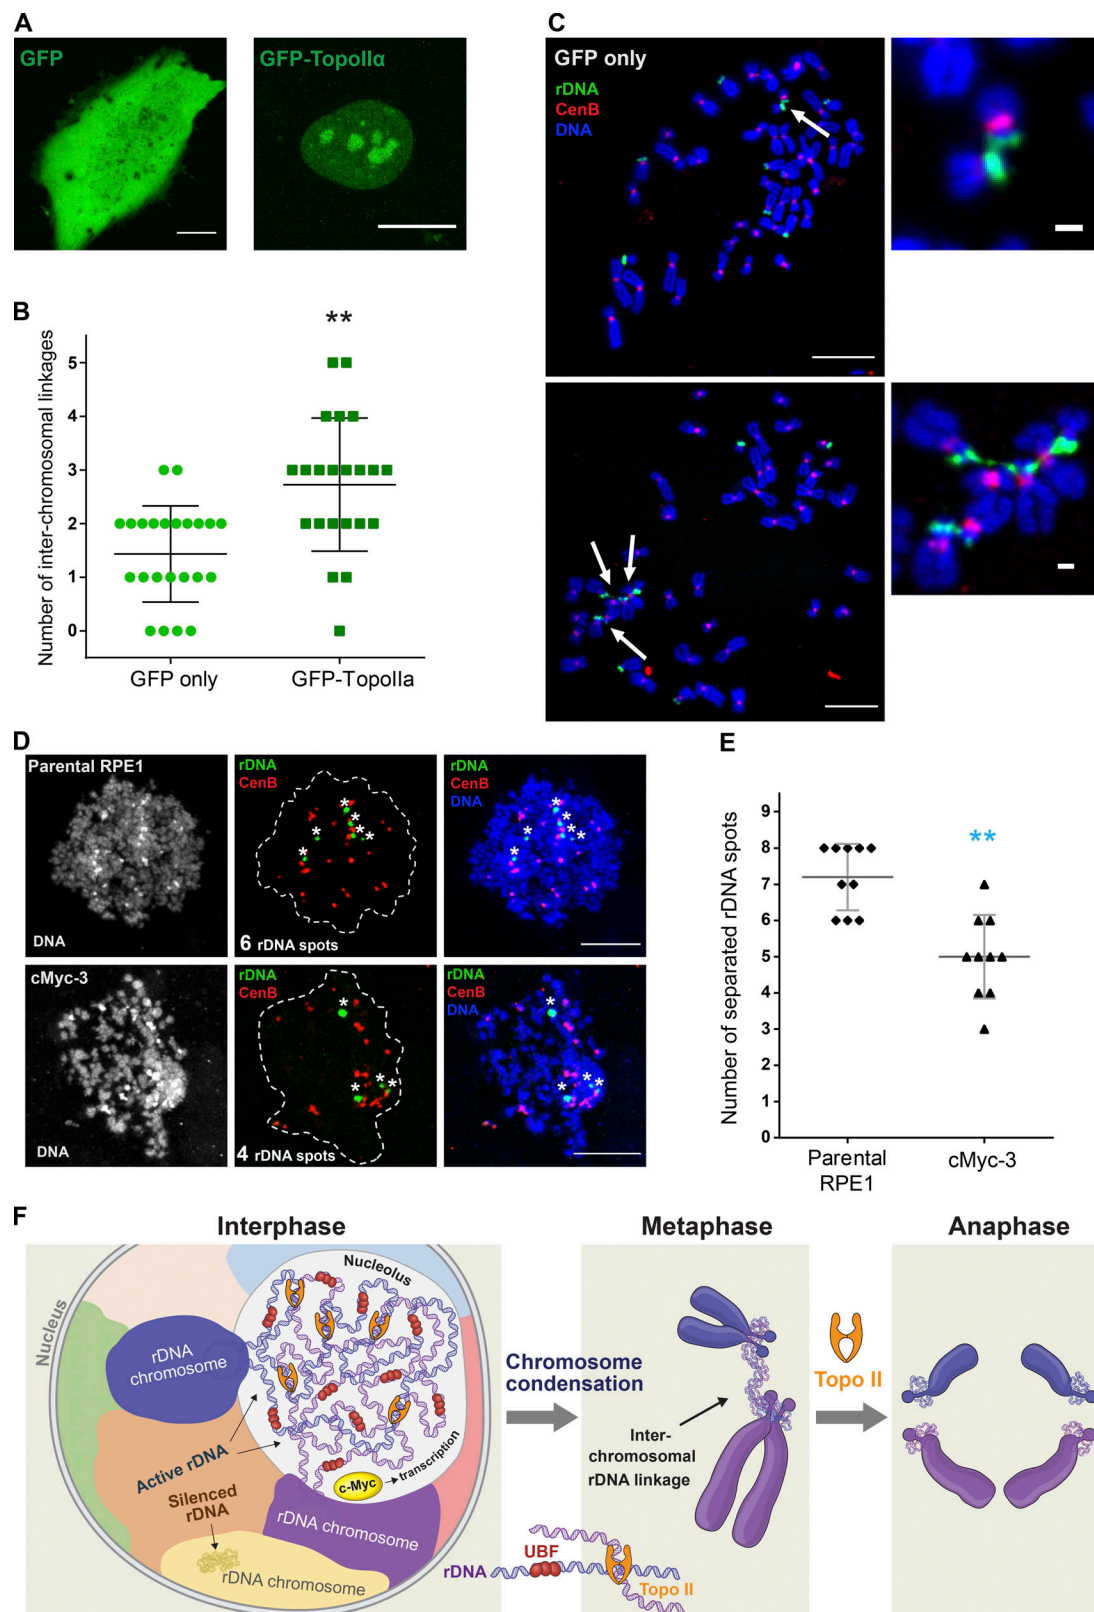 A
GFP
GFP-TopoIIα
B
**
Number of inter-chromosomal linkages
5
4
3
2
1
0
GFP only
GFP-TopoIIa
C
GFP only
rDNA
CenB
DNA
D
Parental RPE1
DNA
rDNA
CenB
*
*
*
*
*
*
6 rDNA spots
rDNA
CenB
DNA
*
*
*
*
*
*
cMyc-3
DNA
rDNA
CenB
*
*
*
*
4 rDNA spots
rDNA
CenB
DNA
*
*
*
*
E
**
Number of separated rDNA spots
9
8
7
6
5
4
3
2
1
0
Parental
RPE1
cMyc-3
F
Interphase
Metaphase
Anaphase
Nucleus
Nucleolus
rDNA
chromosome
Active rDNA
Silenced
rDNA
c-Myc
transcription
rDNA chromosome
rDNA chromosome
Chromosome
condensation
Inter-
chromosomal
rDNA linkage
Topo II
UBF
rDNA
Topo II